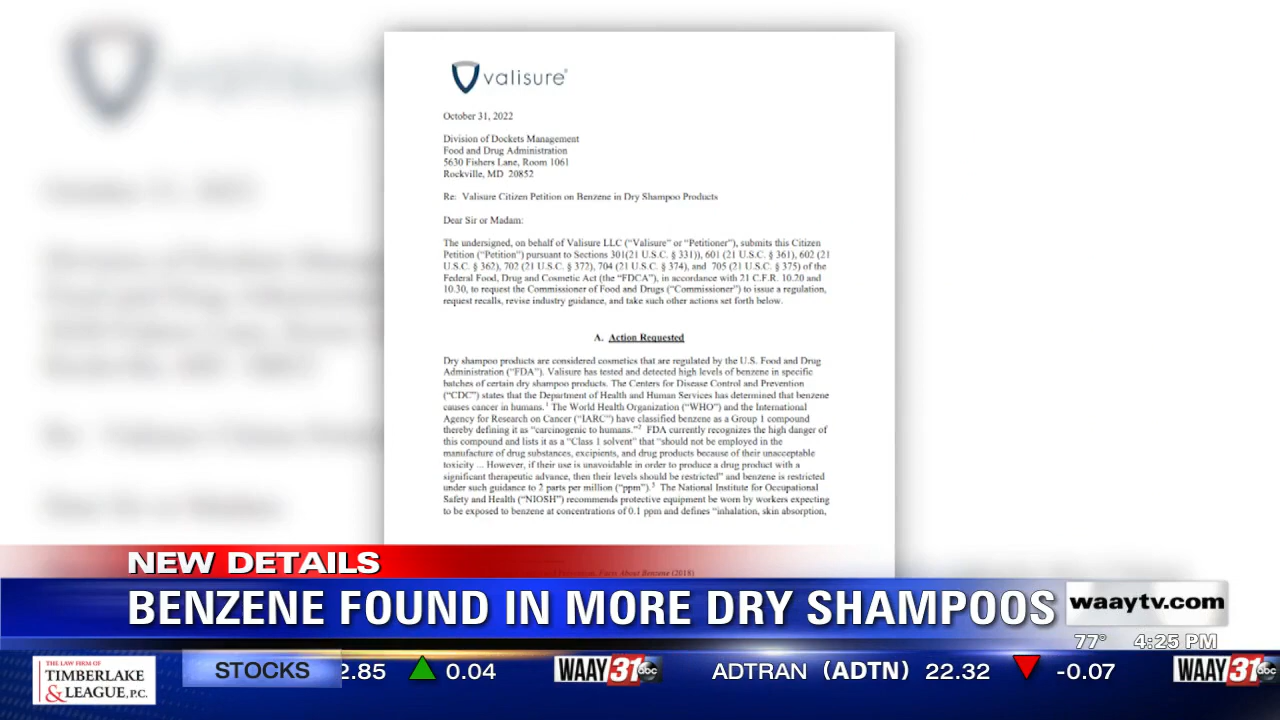 valisure
October 31, 2022
Division of Dockets Management
Food and Drug Administration
5630 Fishers Lane, Room 1061
Rockville, MD 20852
Re: Valisure Citizen Petition on Benzene in Dry Shampoo Products
Dear Sir or Madam:
The undersigned, on behalf of Valisure LLC (“Valisure” or “Petitioner”), submits this Citizen
Petition (“Petition”) pursuant to Sections 301(21 U.S.C. § 331)), 601 (21 U.S.C. § 361), 602 (21
U.S.C. § 362), 702 (21 U.S.C. § 372), 704 (21 U.S.C. § 374), and 705 (21 U.S.C. § 375) of the
Federal Food, Drug and Cosmetic Act (the “FDCA”), in accordance with 21 C.F.R. 10.20 and
10.30, to request the Commissioner of Food and Drugs (“Commissioner”) to issue a regulation,
request recalls, revise industry guidance, and take such other actions set forth below.
A. Action Requested
Dry shampoo products are considered cosmetics that are regulated by the U.S. Food and Drug
Administration (“FDA”). Valisure has tested and detected high levels of benzene in specific
batches of certain dry shampoo products. The Centers for Disease Control and Prevention
(“CDC”) states that the Department of Health and Human Services has determined that benzene
causes cancer in humans.1 The World Health Organization (“WHO”) and the International
Agency for Research on Cancer (“IARC”) have classified benzene as a Group 1 compound
thereby defining it as “carcinogenic to humans.”2 FDA currently recognizes the high danger of
this compound and lists it as a “Class 1 solvent” that “should not be employed in the
manufacture of drug substances, excipients, and drug products because of their unacceptable
toxicity ... However, if their use is unavoidable in order to produce a drug product with a
significant therapeutic advance, then their levels should be restricted” and benzene is restricted
under such guidance to 2 parts per million (“ppm”).3 The National Institute for Occupational
Safety and Health (“NIOSH”) recommends protective equipment be worn by workers expecting
to be exposed to benzene at concentrations of 0.1 ppm and defines “inhalation, skin absorption,
Facts About Benzene (2018)
NEW DETAILS
BENZENE FOUND IN MORE DRY SHAMPOOS
waaytv.com
77° 4:25 PM
THE LAW FIRM OF
TIMBERLAKE
& LEAGUE, P.C.
STOCKS 2.85 0.04 WAAY 31 abc ADTRAN (ADTN) 22.32 -0.07 WAAY 31 abc